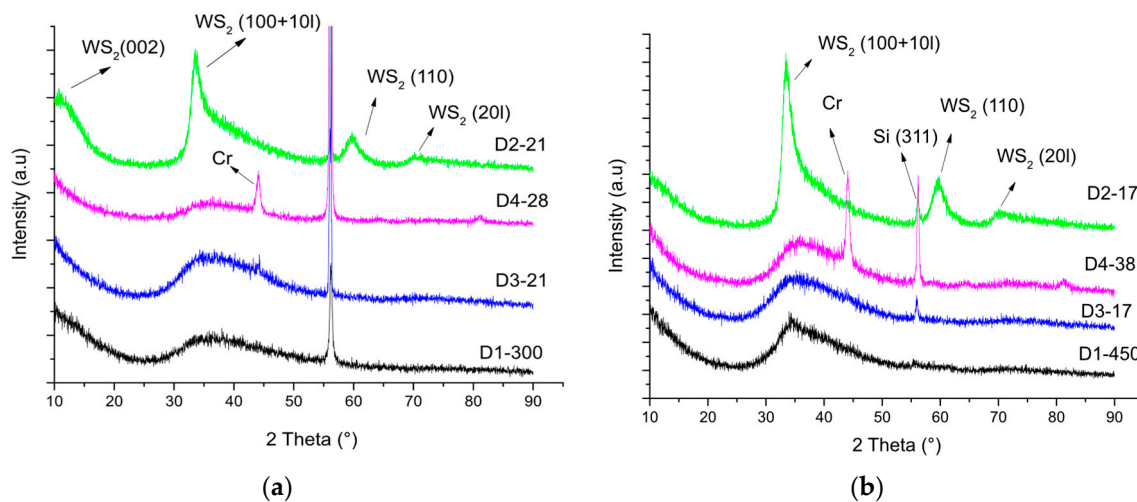 WS2 (100+10l)
WS2(002)
WS2 (110)
WS2 (20l)
D2-21
Cr
D4-28
D3-21
D1-300
Intensity (a.u)
10 20 30 40 50 60 70 80 90
2 Theta (°)
(a)
WS2 (100+10l)
Cr
WS2 (110)
Si (311)
WS2 (20l)
D2-17
D4-38
D3-17
D1-450
Intensity (a.u)
10 20 30 40 50 60 70 80 90
2 Theta (°)
(b)